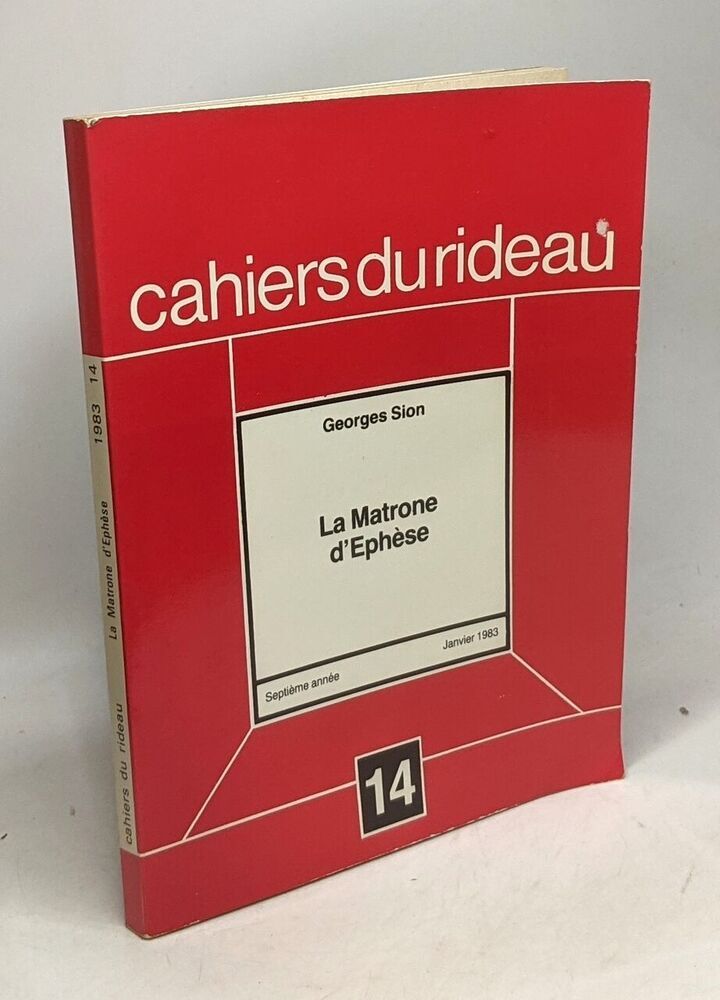 cahiers du rideau
Georges Sion
La Matrone
d'Ephèse
Septième année
Janvier 1983
14
cahiers du rideau La Matrone d'Ephèse 1983 14